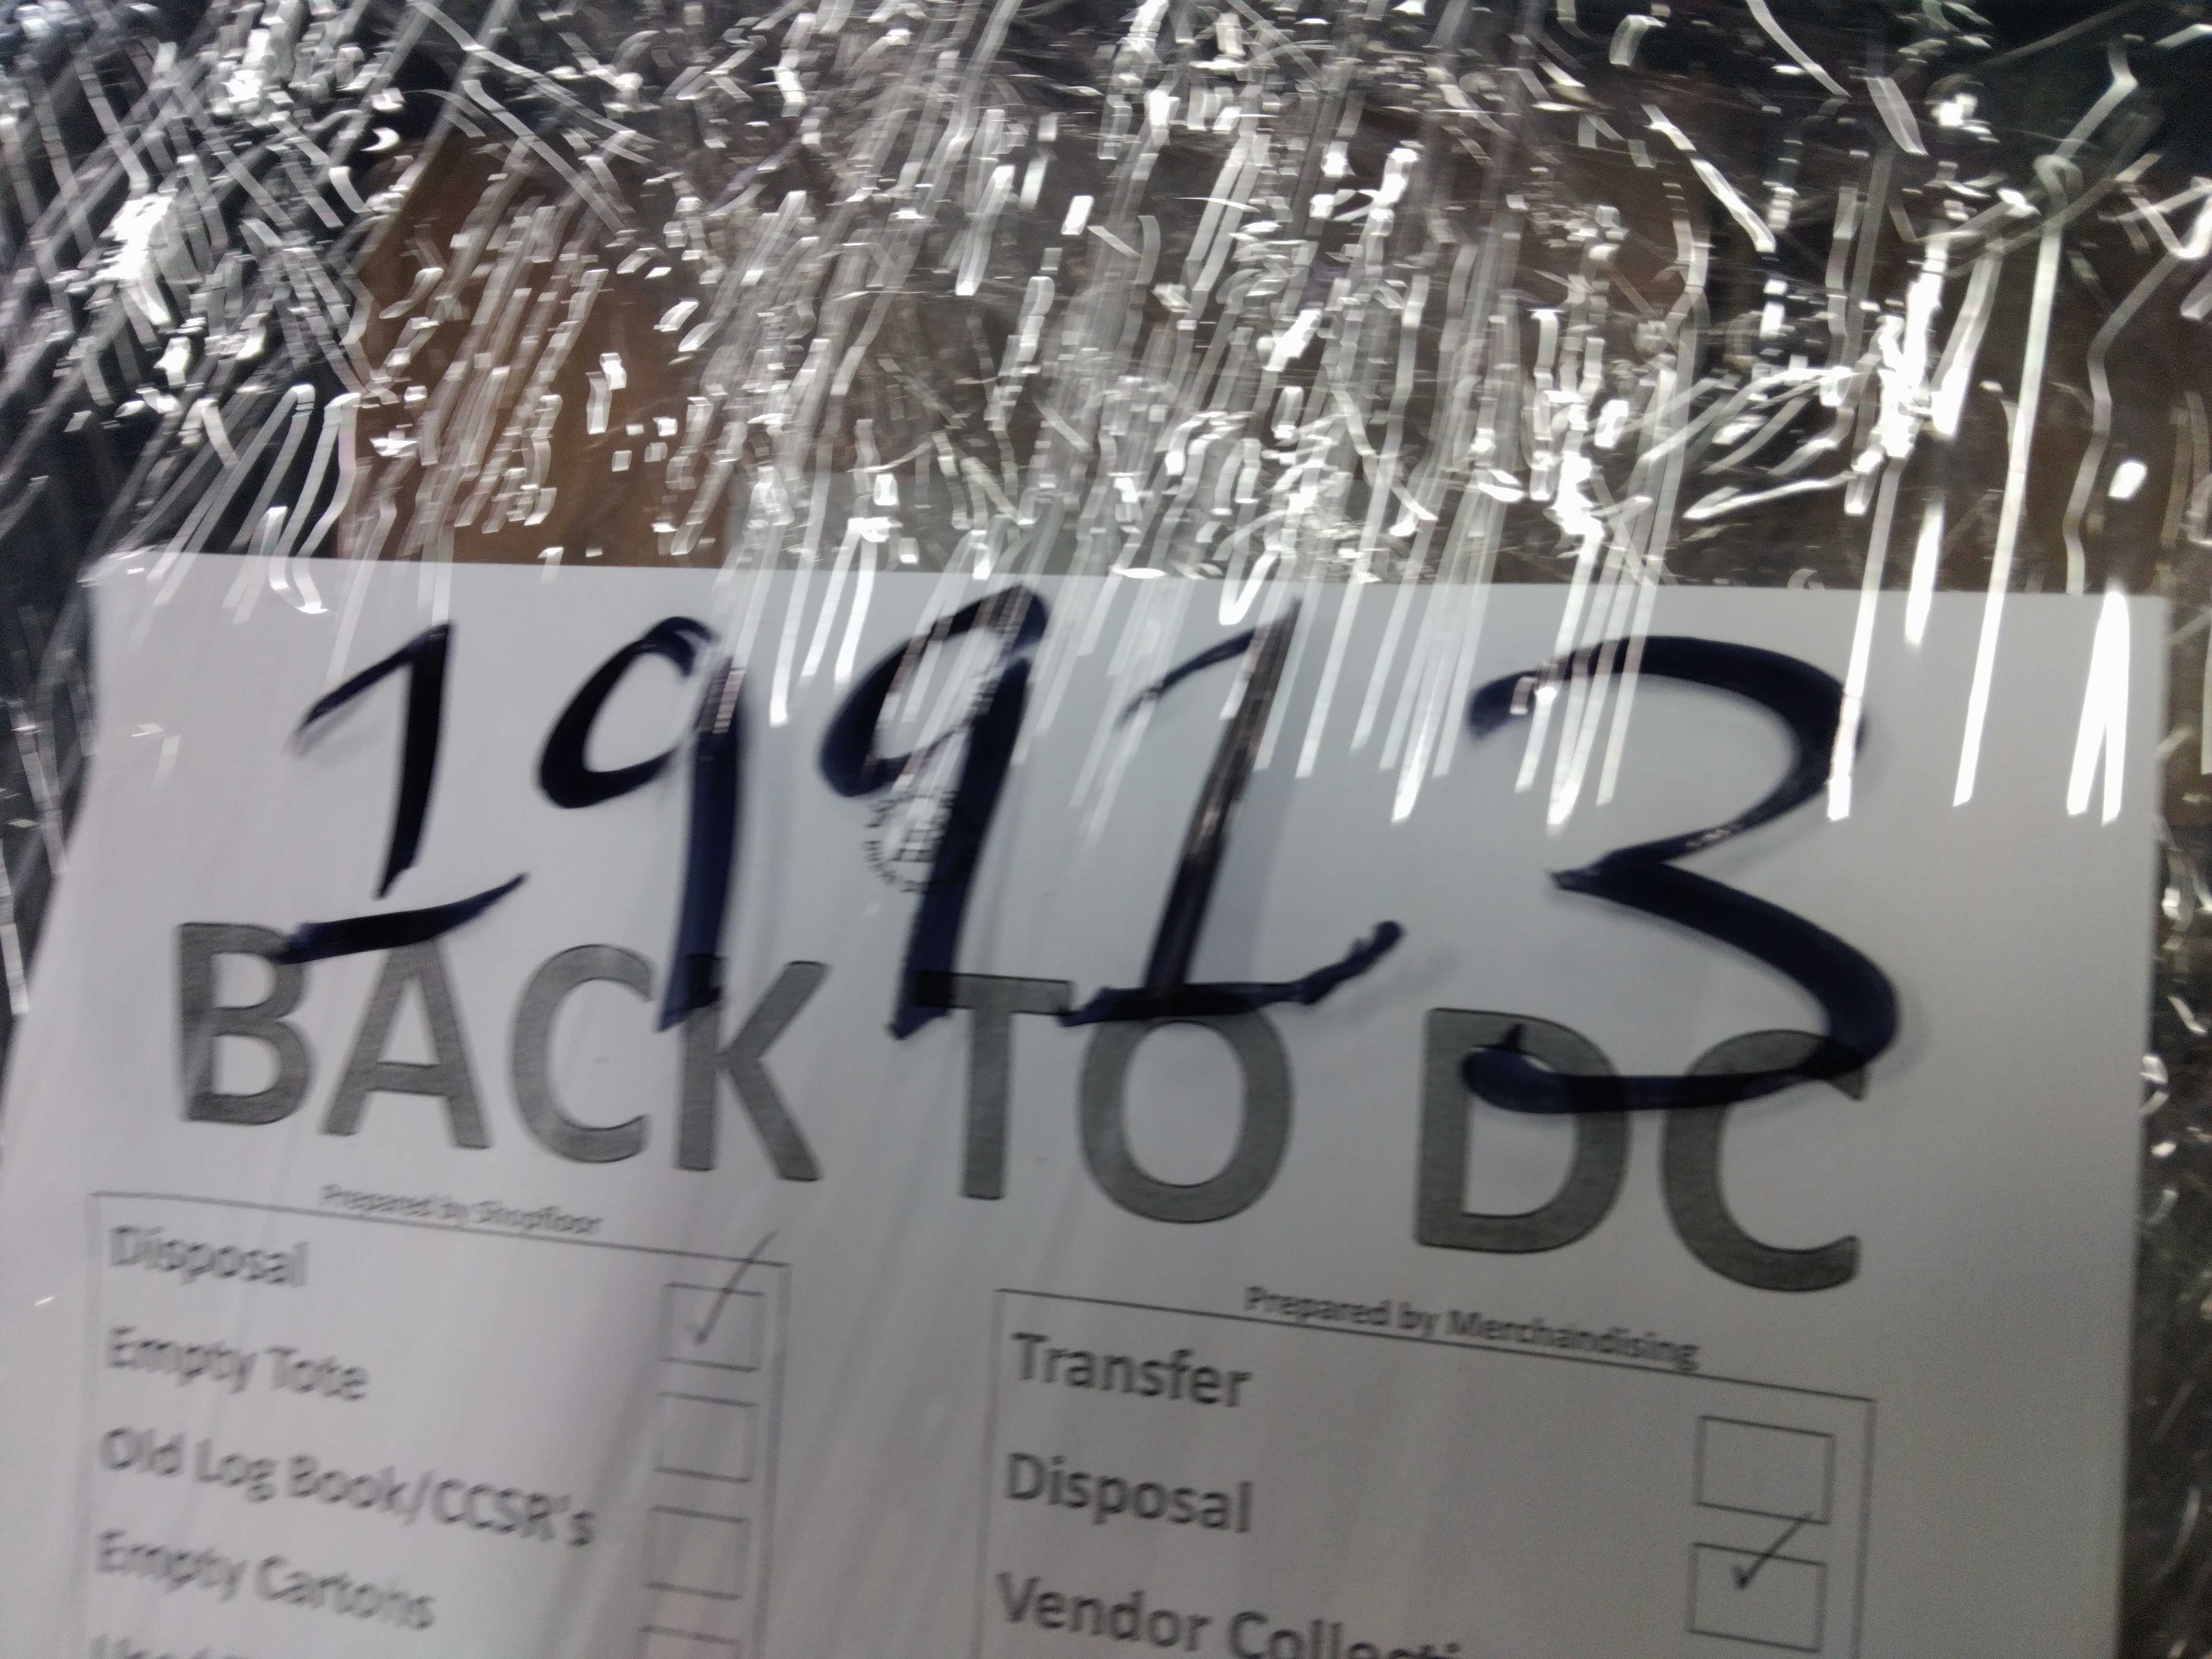 19913
BACK TO DC
Prepared by Shopfloor
Disposal
Empty Tote
Old Log Book/CCSR's
Empty Cartons
Prepared by Merchandising
Transfer
Disposal
Vendor